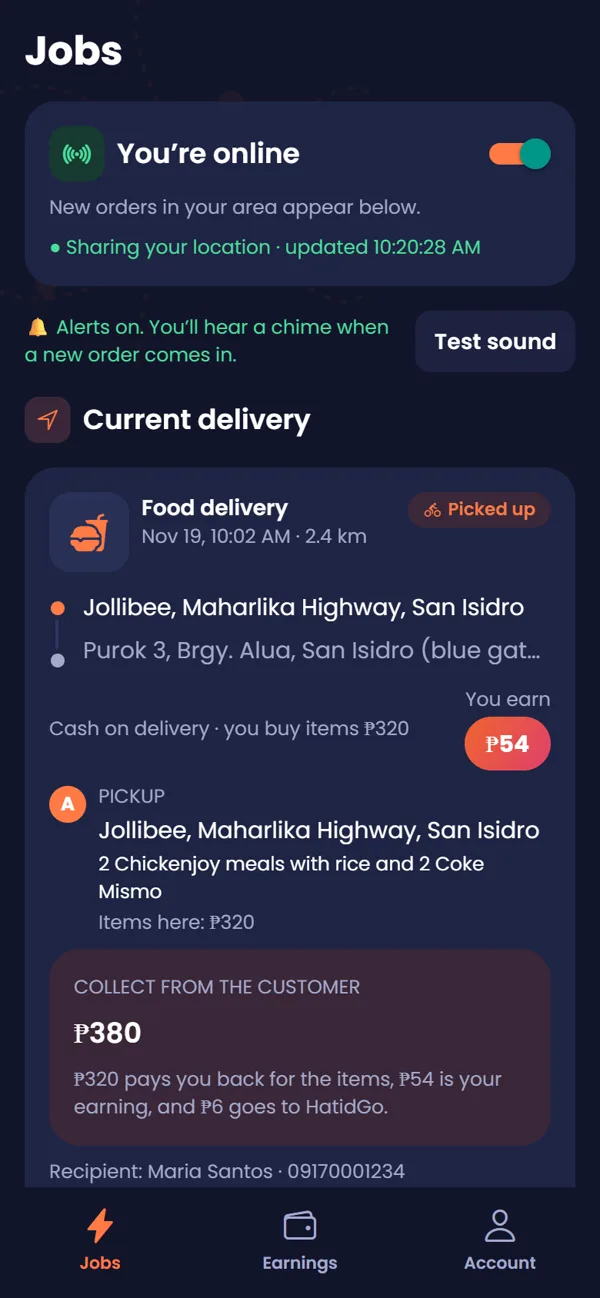 Jobs
You’re online
New orders in your area appear below.
● Sharing your location · updated 10:20:28 AM
🔔 Alerts on. You’ll hear a chime when
a new order comes in.
Test sound
Current delivery
Food delivery
Picked up
Nov 19, 10:02 AM · 2.4 km
Jollibee, Maharlika Highway, San Isidro
Purok 3, Brgy. Alua, San Isidro (blue gat...
You earn
Cash on delivery · you buy items ₱320
₱54
A
PICKUP
Jollibee, Maharlika Highway, San Isidro
2 Chickenjoy meals with rice and 2 Coke
Mismo
Items here: ₱320
COLLECT FROM THE CUSTOMER
₱380
₱320 pays you back for the items, ₱54 is your
earning, and ₱6 goes to HatidGo.
Recipient: Maria Santos · 09170001234
Jobs
Earnings
Account